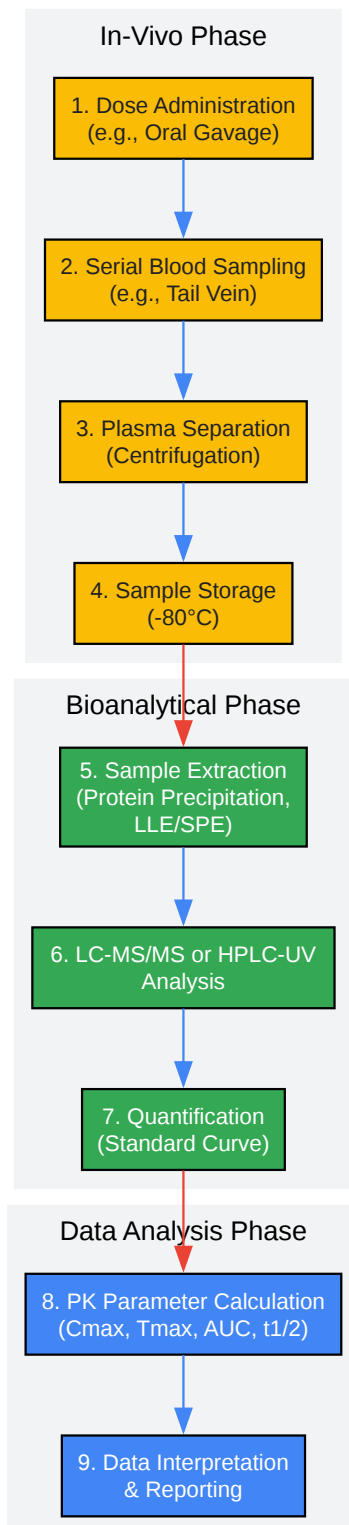 In-Vivo Phase
1. Dose Administration
(e.g., Oral Gavage)
2. Serial Blood Sampling
(e.g., Tail Vein)
3. Plasma Separation
(Centrifugation)
4. Sample Storage
(-80°C)
Bioanalytical Phase
5. Sample Extraction
(Protein Precipitation,
LLE/SPE)
6. LC-MS/MS or HPLC-UV
Analysis
7. Quantification
(Standard Curve)
Data Analysis Phase
8. PK Parameter Calculation
(Cmax, Tmax, AUC, t1/2)
9. Data Interpretation
& Reporting